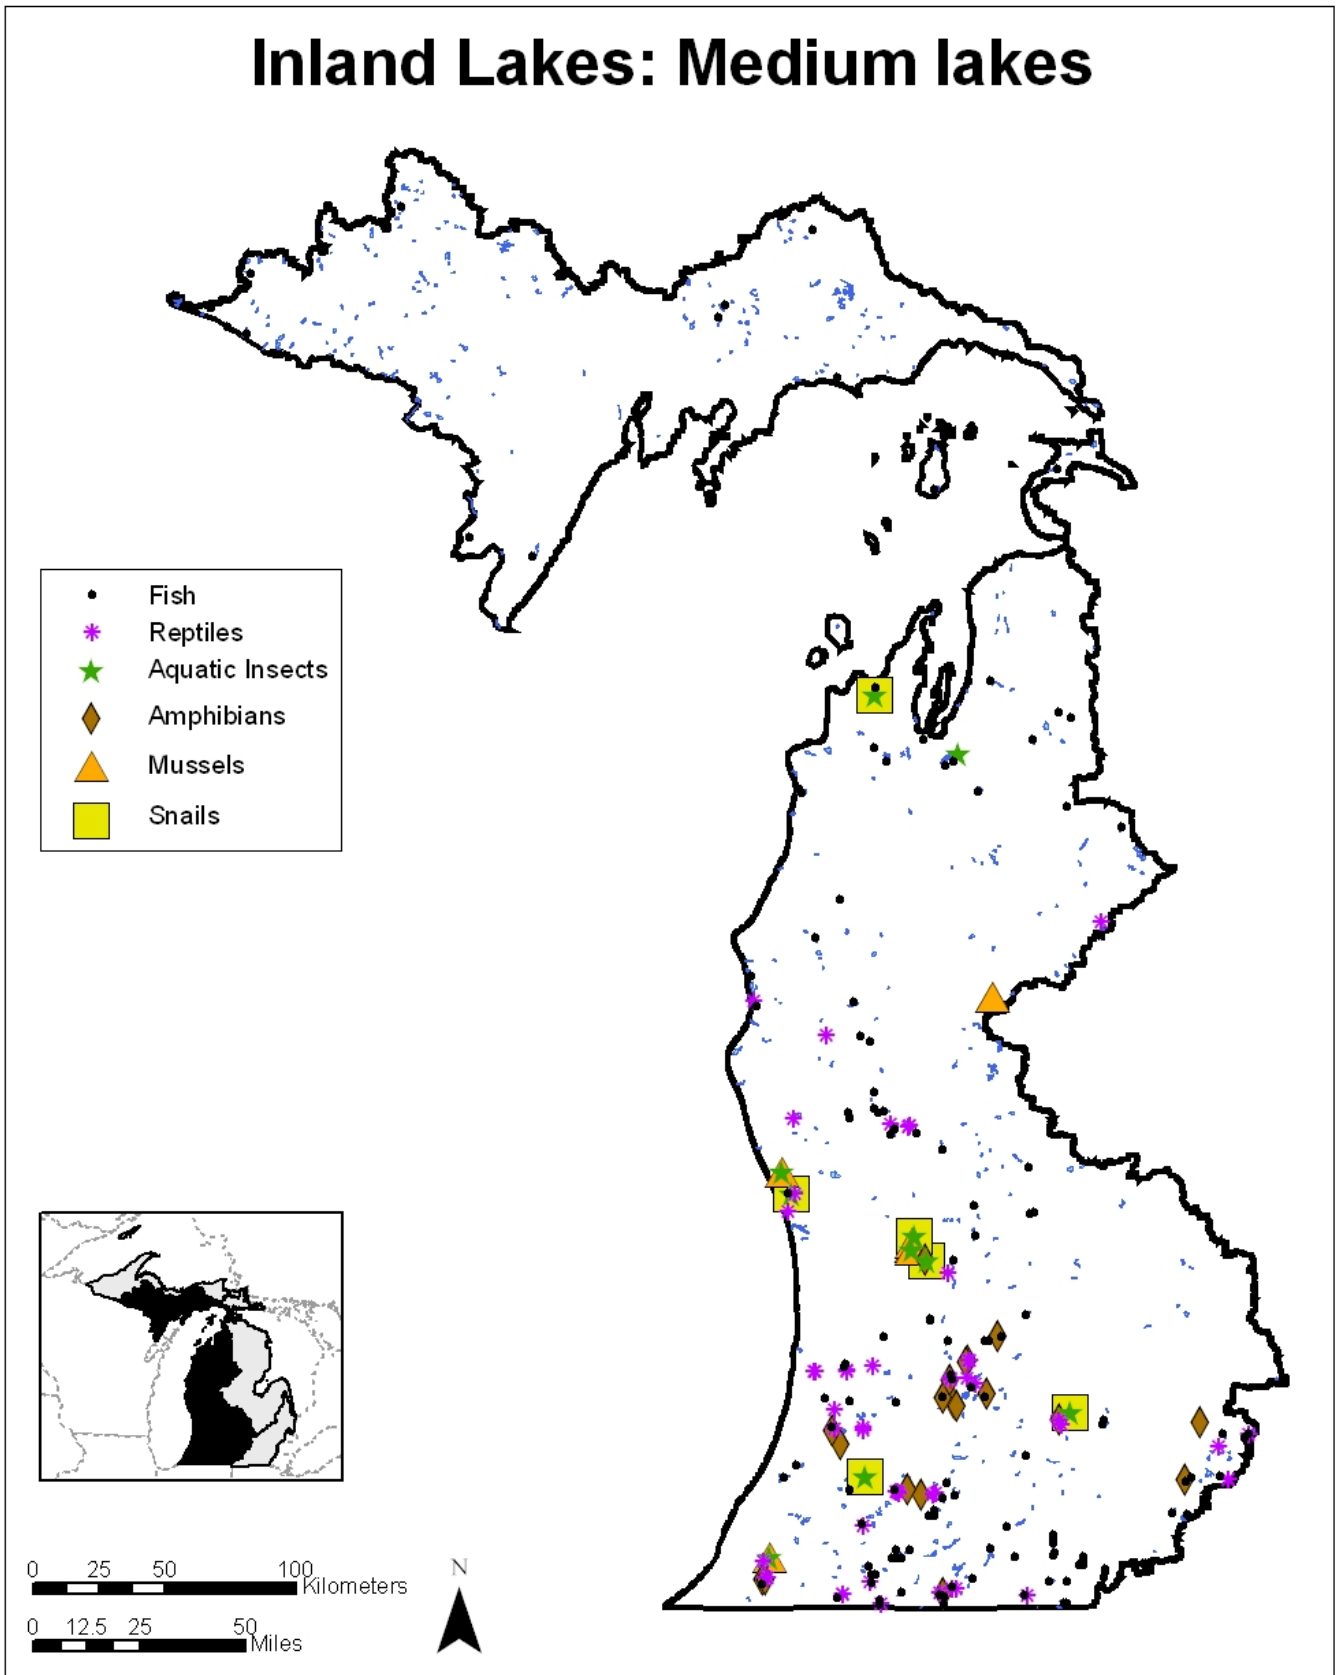 Inland Lakes: Medium lakes
Fish
Reptiles
Aquatic Insects
Amphibians
Mussels
Snails
0 25 50 100
Kilometers
0 12.5 25 50
Miles
N